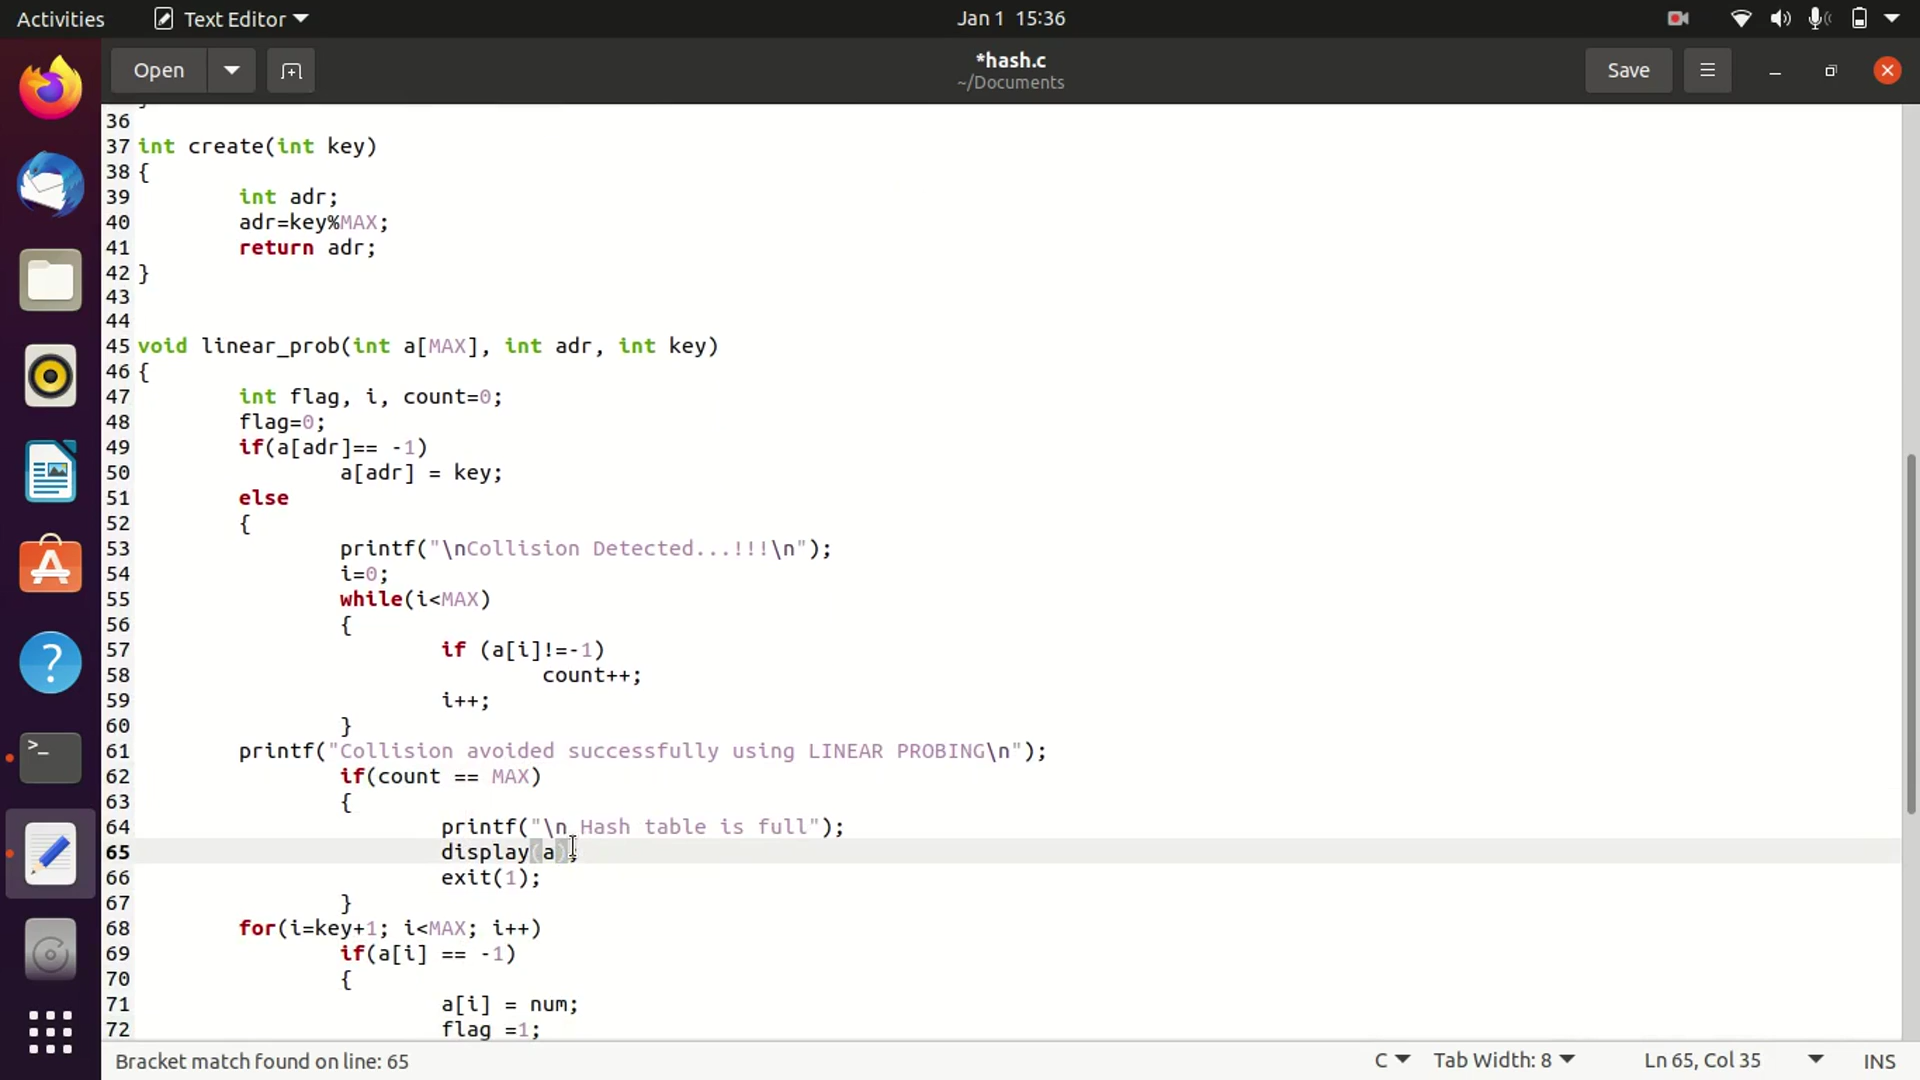 Activities Text Editor Jan 1 15:36
Open *hash.c Save
~/Documents
36
37 int create(int key)
38 {
39 int adr;
40 adr=key%MAX;
41 return adr;
42 }
43
44
45 void linear_prob(int a[MAX], int adr, int key)
46 {
47 int flag, i, count=0;
48 flag=0;
49 if(a[adr]== -1)
50 a[adr] = key;
51 else
52 {
53 printf("\nCollision Detected...!!!\n");
54 i=0;
55 while(i<MAX)
56 {
57 if (a[i]!=-1)
58 count++;
59 i++;
60 }
61 printf("Collision avoided successfully using LINEAR PROBING\n");
62 if(count == MAX)
63 {
64 printf("\n Hash table is full");
65 display(a);
66 exit(1);
67 }
68 for(i=key+1; i<MAX; i++)
69 if(a[i] == -1)
70 {
71 a[i] = num;
72 flag =1;
Bracket match found on line: 65 C Tab Width: 8 Ln 65, Col 35 INS